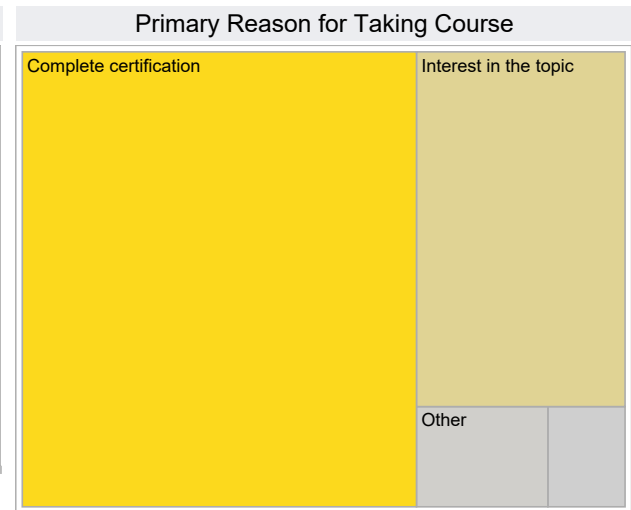 Primary Reason for Taking Course
Complete certification
Interest in the topic
Other